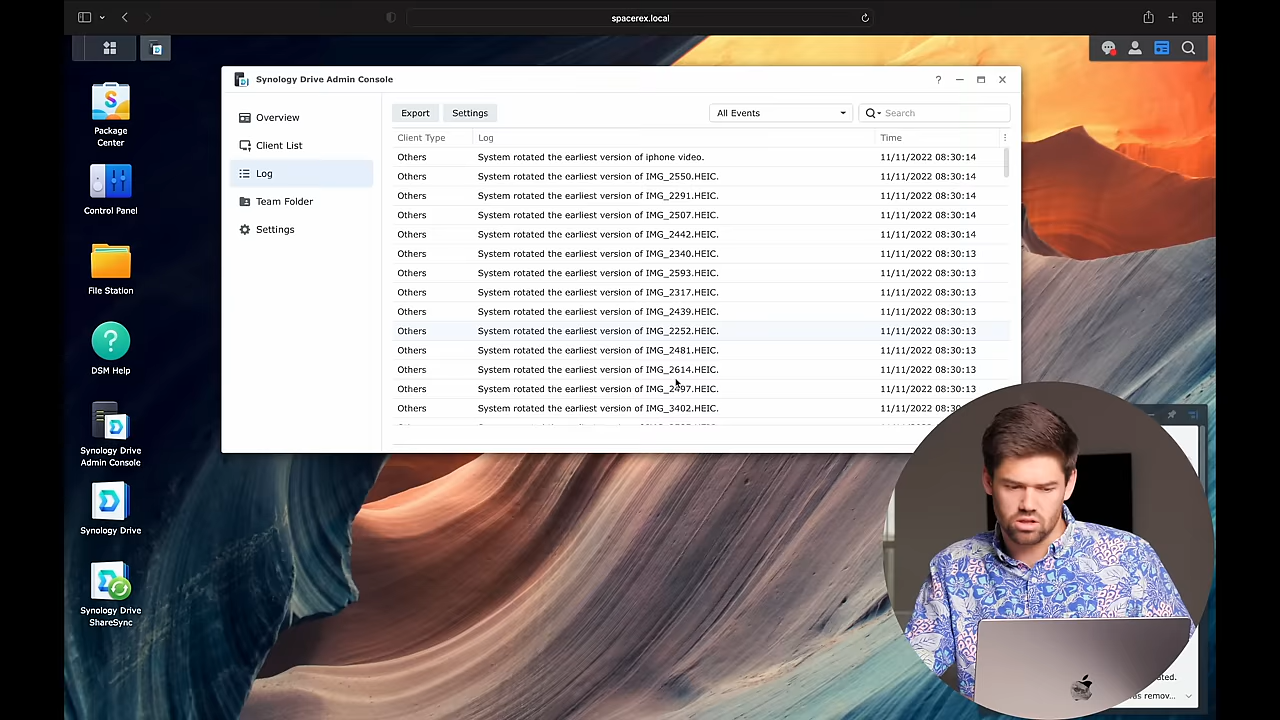 spacerex.local
Synology Drive Admin Console
?
Overview
Client List
Log
Team Folder
Settings
Export
Settings
All Events
Search
Client Type Log Time
Others System rotated the earliest version of iphone video. 11/11/2022 08:30:14
Others System rotated the earliest version of IMG_2550.HEIC. 11/11/2022 08:30:14
Others System rotated the earliest version of IMG_2291.HEIC. 11/11/2022 08:30:14
Others System rotated the earliest version of IMG_2507.HEIC. 11/11/2022 08:30:14
Others System rotated the earliest version of IMG_2442.HEIC. 11/11/2022 08:30:14
Others System rotated the earliest version of IMG_2340.HEIC. 11/11/2022 08:30:13
Others System rotated the earliest version of IMG_2593.HEIC. 11/11/2022 08:30:13
Others System rotated the earliest version of IMG_2317.HEIC. 11/11/2022 08:30:13
Others System rotated the earliest version of IMG_2439.HEIC. 11/11/2022 08:30:13
Others System rotated the earliest version of IMG_2252.HEIC. 11/11/2022 08:30:13
Others System rotated the earliest version of IMG_2481.HEIC. 11/11/2022 08:30:13
Others System rotated the earliest version of IMG_2614.HEIC. 11/11/2022 08:30:13
Others System rotated the earliest version of IMG_2497.HEIC. 11/11/2022 08:30:13
Others System rotated the earliest version of IMG_3402.HEIC. 11/11/2022 08:30
Package
Center
Control Panel
File Station
?
DSM Help
Synology Drive
Admin Console
Synology Drive
Synology Drive
ShareSync